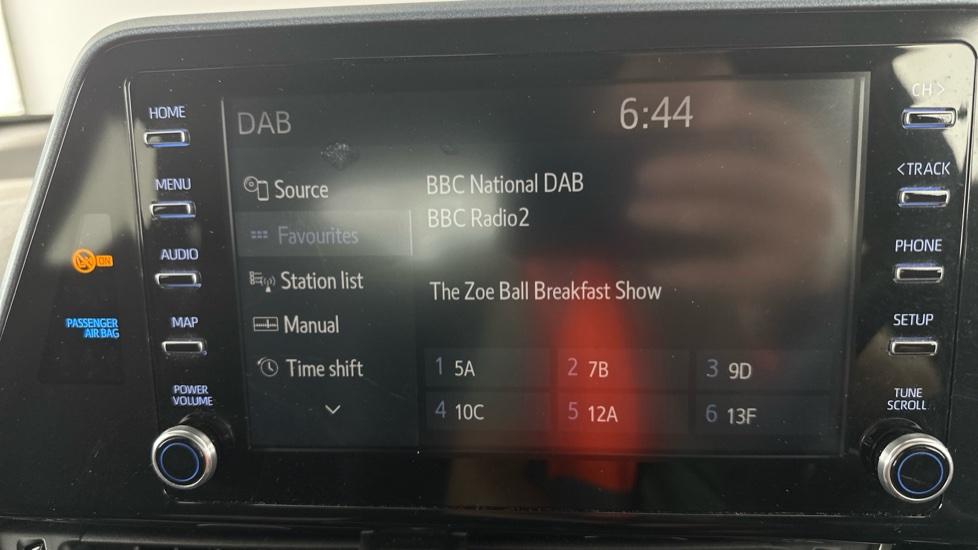 DAB
6:44
Source
Favourites
Station list
Manual
Time shift
BBC National DAB
BBC Radio2
The Zoe Ball Breakfast Show
1 5A
2 7B
3 9D
4 10C
5 12A
6 13F
HOME
MENU
AUDIO
MAP
POWER
VOLUME
ON
PASSENGER
AIR BAG
CH >
< TRACK
PHONE
SETUP
TUNE
SCROLL